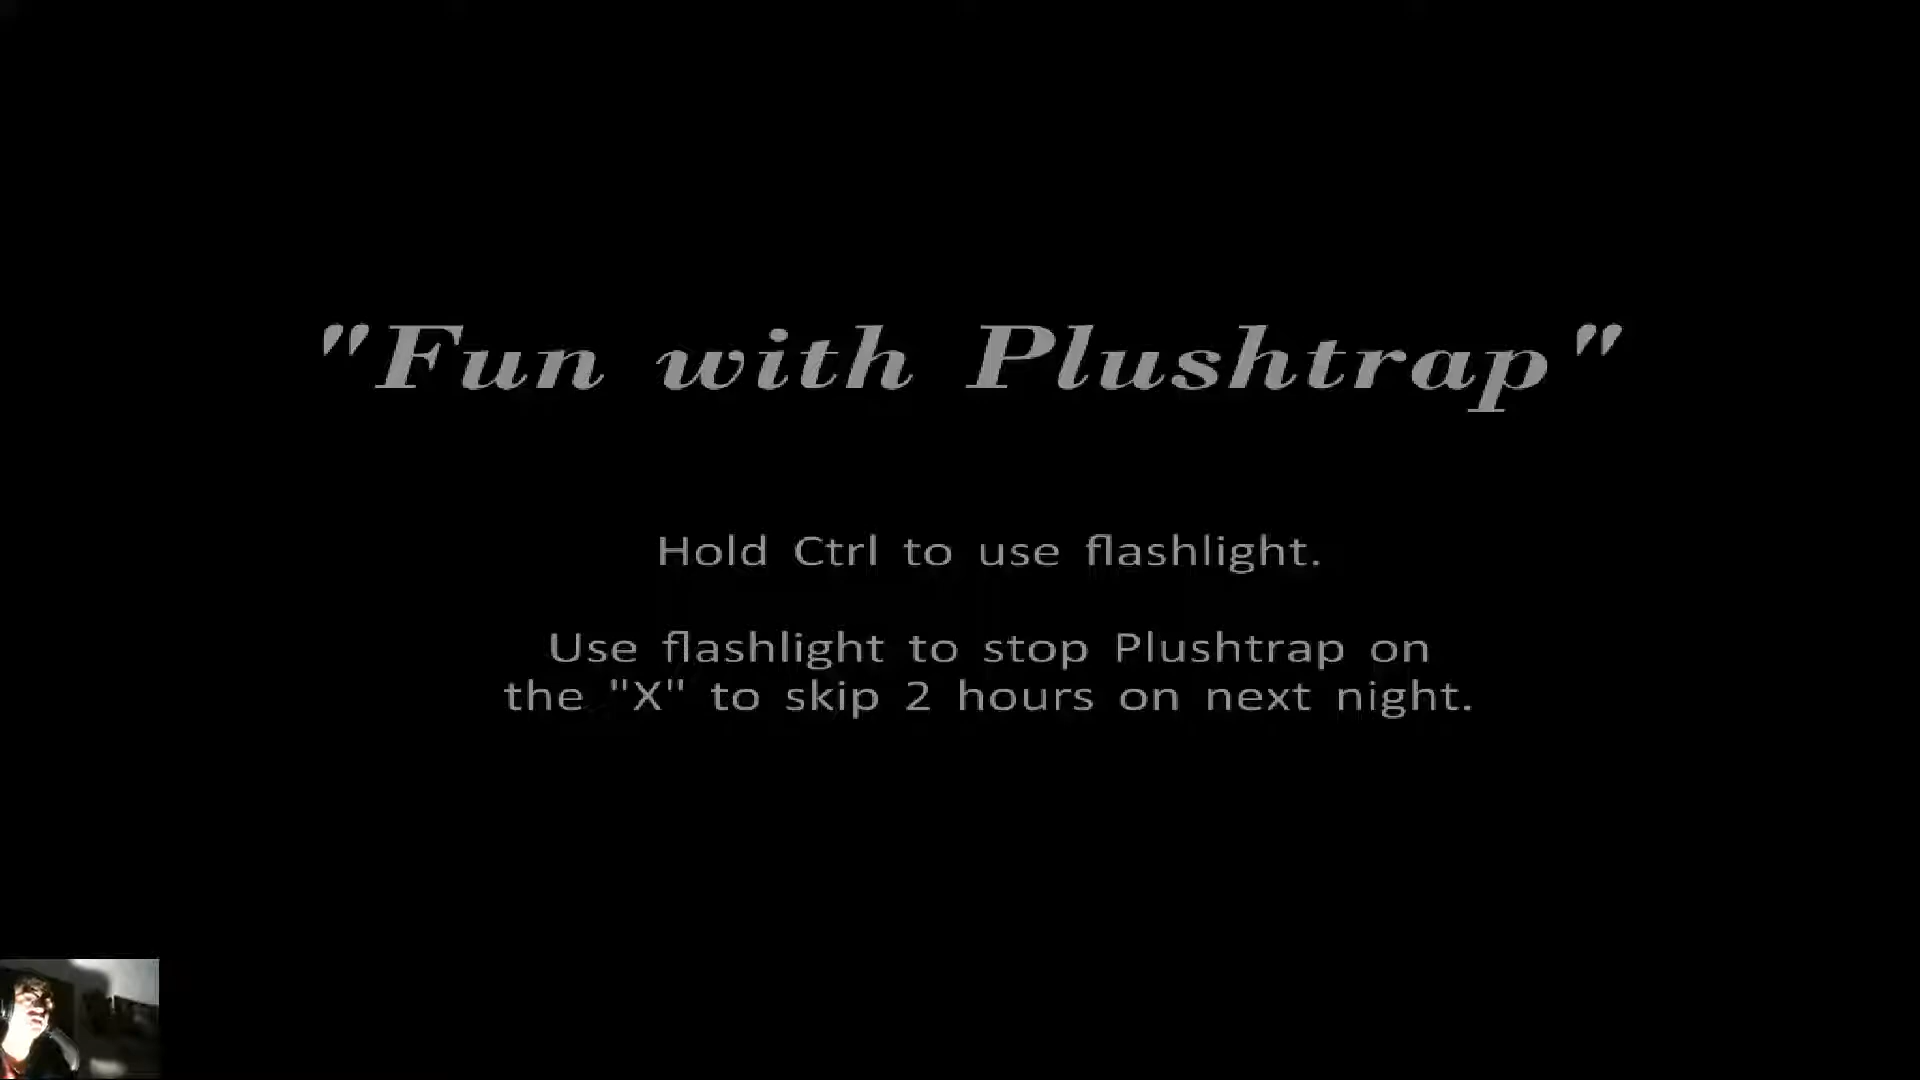 "Fun with Plushtrap"
Hold Ctrl to use flashlight.
Use flashlight to stop Plushtrap on
the "X" to skip 2 hours on next night.